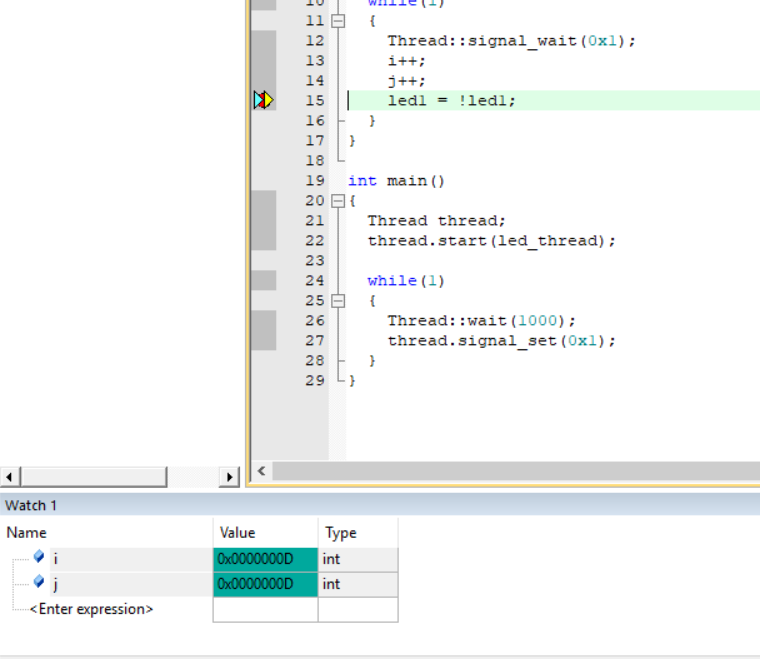 10 while(1)
11 {
12 Thread::signal_wait(0x1);
13 i++;
14 j++;
15 led1 = !led1;
16 }
17 }
18
19 int main()
20 {
21 Thread thread;
22 thread.start(led_thread);
23
24 while(1)
25 {
26 Thread::wait(1000);
27 thread.signal_set(0x1);
28 }
29 }
Watch 1
Name Value Type
i 0x0000000D int
j 0x0000000D int
<Enter expression>